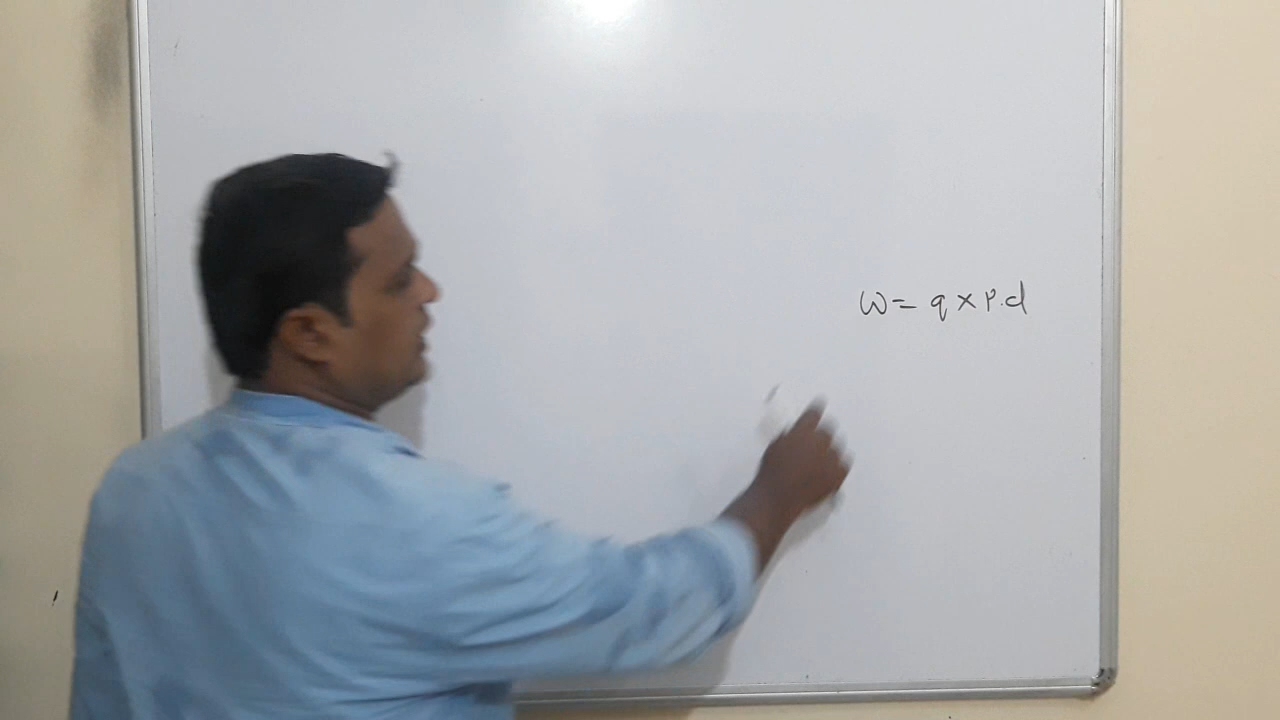 W = q × P.d